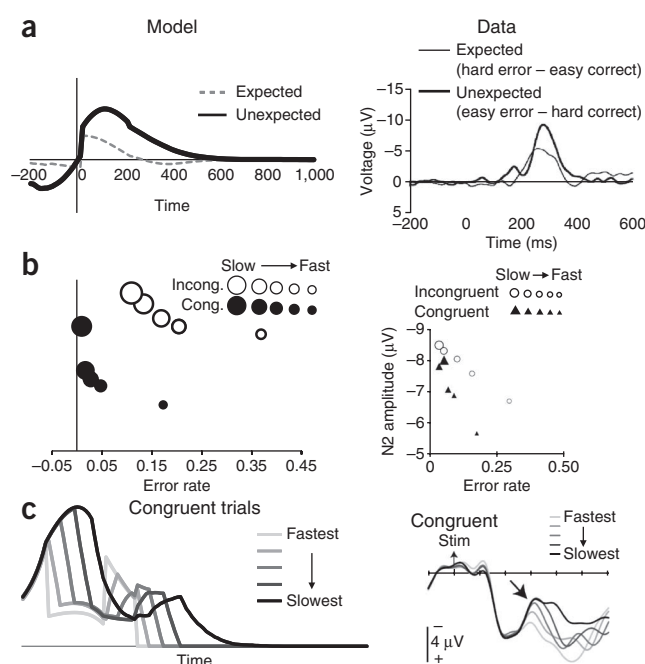 a
Model
Data
Expected
Unexpected
−200 0 200 400 600 800 1,000
Time
Expected
(hard error – easy correct)
Unexpected
(easy error – hard correct)
Voltage (µV)
−15
−10
−5
0
5
−200 0 200 400 600
Time (ms)
b
Slow Fast
Incong.
Cong.
−0.05 0.05 0.15 0.25 0.35 0.45
Error rate
Slow Fast
Incongruent
Congruent
N2 amplitude (µV)
−9
−8
−7
−6
−5
0 0.25 0.50
Error rate
c
Congruent trials
Fastest
Slowest
Time
Congruent
Stim
Fastest
Slowest
−
4 µV
+